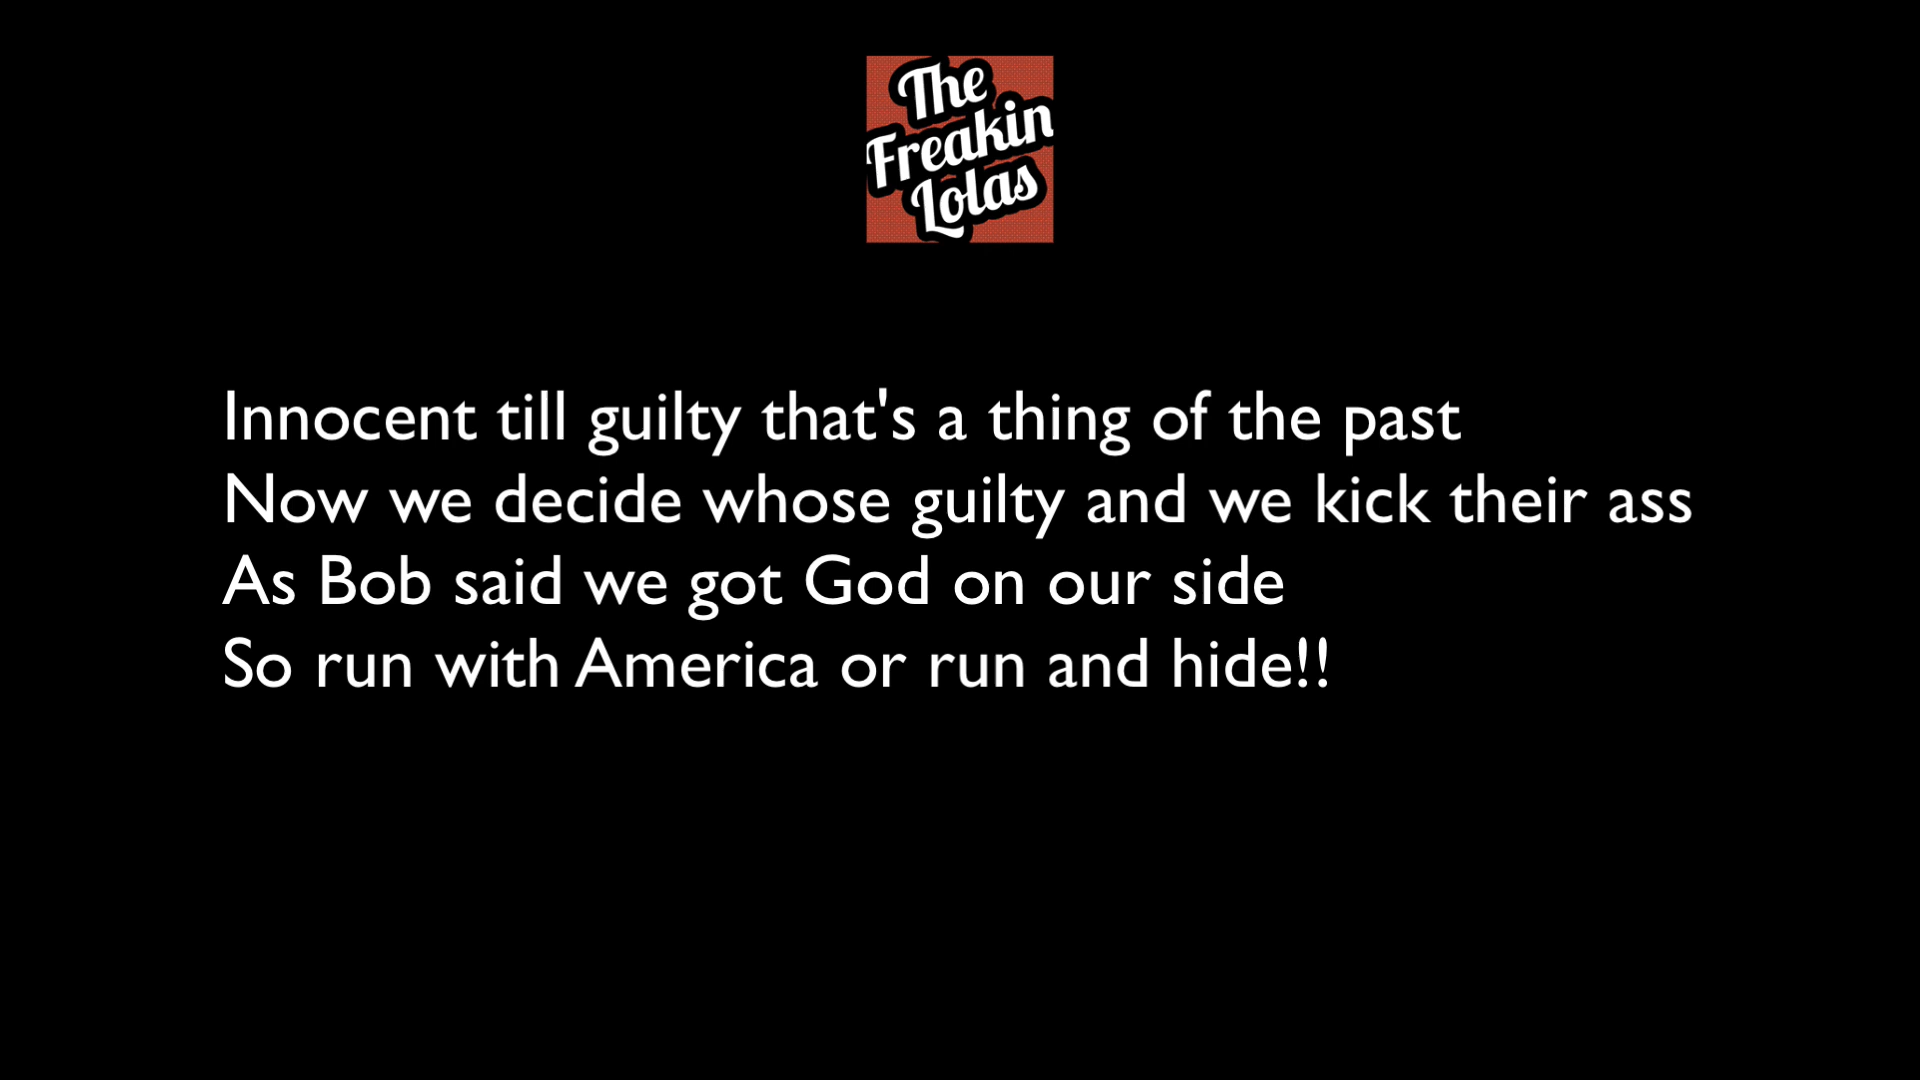 The
Freakin
Lolas
Innocent till guilty that's a thing of the past
Now we decide whose guilty and we kick their ass
As Bob said we got God on our side
So run with America or run and hide!!